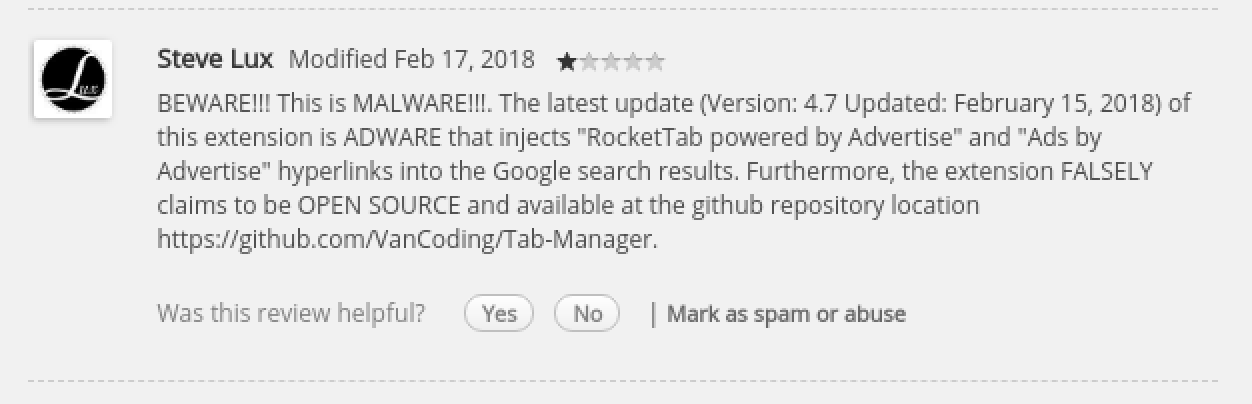 Lux
Steve Lux Modified Feb 17, 2018
BEWARE!!! This is MALWARE!!!. The latest update (Version: 4.7 Updated: February 15, 2018) of
this extension is ADWARE that injects "RocketTab powered by Advertise" and "Ads by
Advertise" hyperlinks into the Google search results. Furthermore, the extension FALSELY
claims to be OPEN SOURCE and available at the github repository location
https://github.com/VanCoding/Tab-Manager.
Was this review helpful? Yes No | Mark as spam or abuse